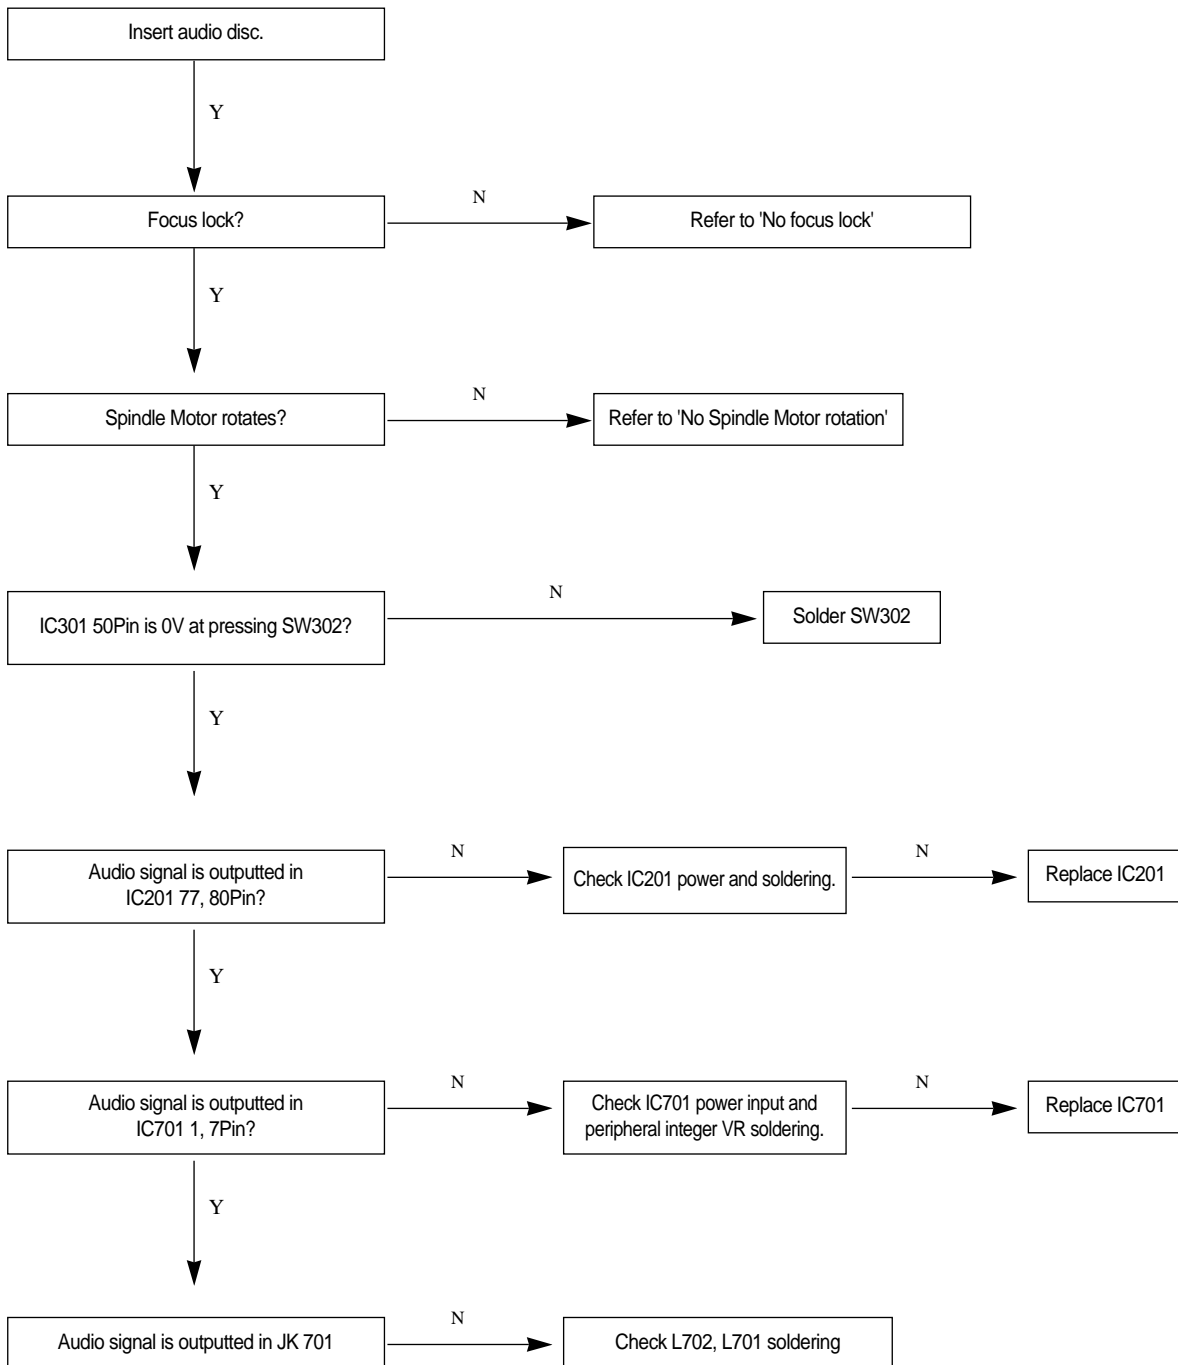 Insert audio disc.
Y
Focus lock?
N
Refer to 'No focus lock'
Y
Spindle Motor rotates?
N
Refer to 'No Spindle Motor rotation'
Y
IC301 50Pin is 0V at pressing SW302?
N
Solder SW302
Y
Audio signal is outputted in
IC201 77, 80Pin?
N
Check IC201 power and soldering.
N
Replace IC201
Y
Audio signal is outputted in
IC701 1, 7Pin?
N
Check IC701 power input and
peripheral integer VR soldering.
N
Replace IC701
Y
Audio signal is outputted in JK 701
N
Check L702, L701 soldering